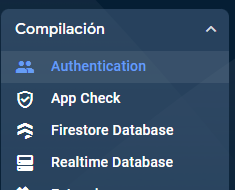 Compilación
Authentication
App Check
Firestore Database
Realtime Database